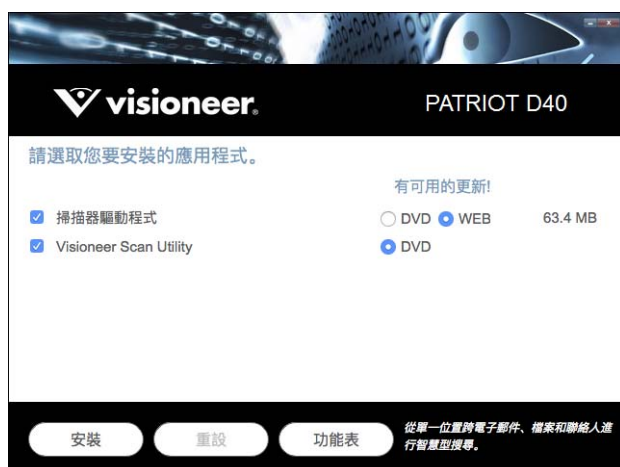 visioneer.
PATRIOT D40
請選取您要安裝的應用程式。
有可用的更新!
掃描器驅動程式 DVD WEB 63.4 MB
Visioneer Scan Utility DVD
安裝 重設 功能表
從單一位置跨電子郵件、檔案和聯絡人進
行智慧型搜尋。